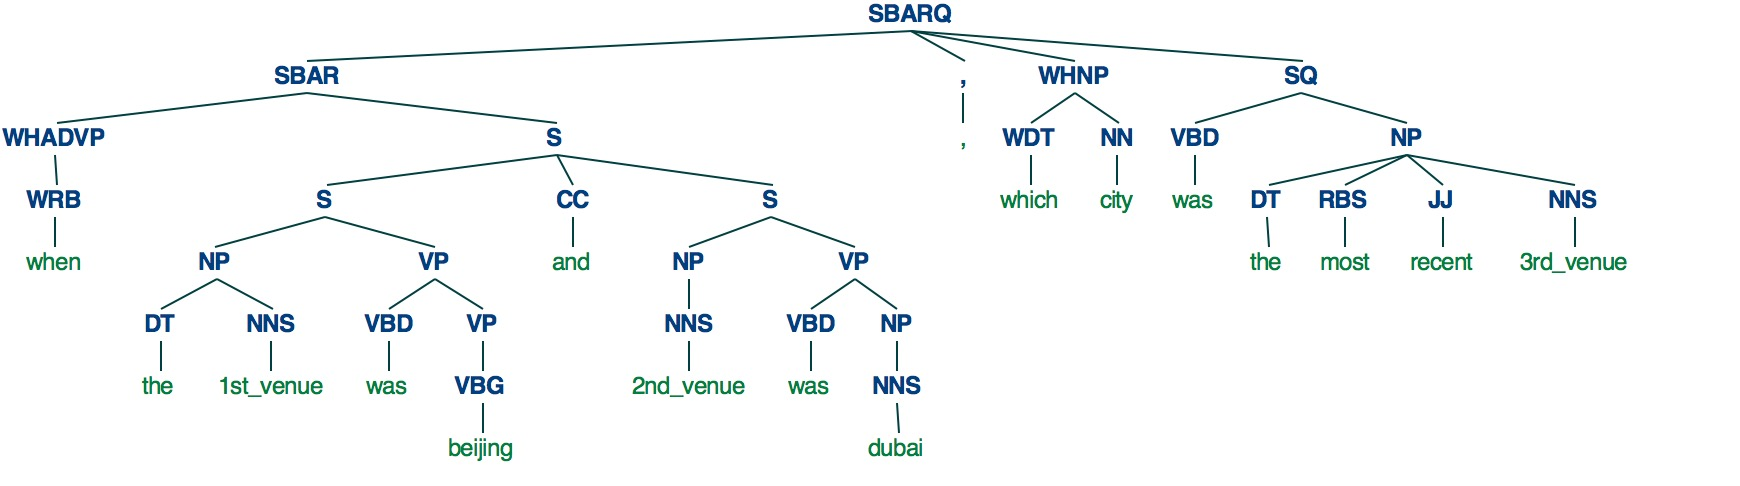 SBARQ
SBAR , WHNP SQ
WHADVP S , WDT NN VBD NP
WRB S CC S which city was DT RBS JJ NNS
when NP VP and NP VP the most recent 3rd_venue
DT NNS VBD VP NNS VBD NP
the 1st_venue was VBG 2nd_venue was NNS
beijing dubai